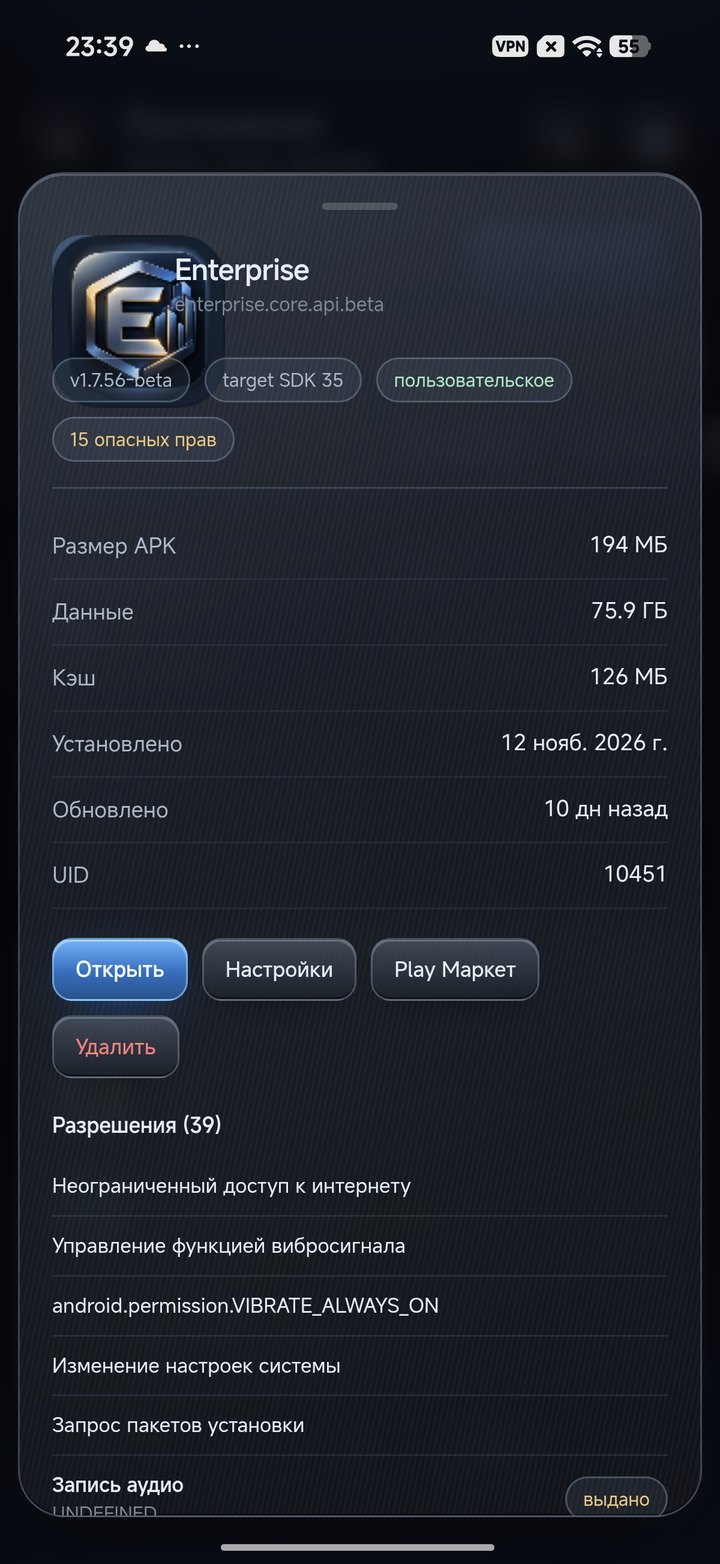 23:39
VPN
55
Enterprise
enterprise.core.api.beta
v1.7.56-beta
target SDK 35
пользовательское
15 опасных прав
Размер APK
194 МБ
Данные
75.9 ГБ
Кэш
126 МБ
Установлено
12 нояб. 2026 г.
Обновлено
10 дн назад
UID
10451
Открыть
Настройки
Play Маркет
Удалить
Разрешения (39)
Неограниченный доступ к интернету
Управление функцией вибросигнала
android.permission.VIBRATE_ALWAYS_ON
Изменение настроек системы
Запрос пакетов установки
Запись аудио
выдано
UNDEFINED